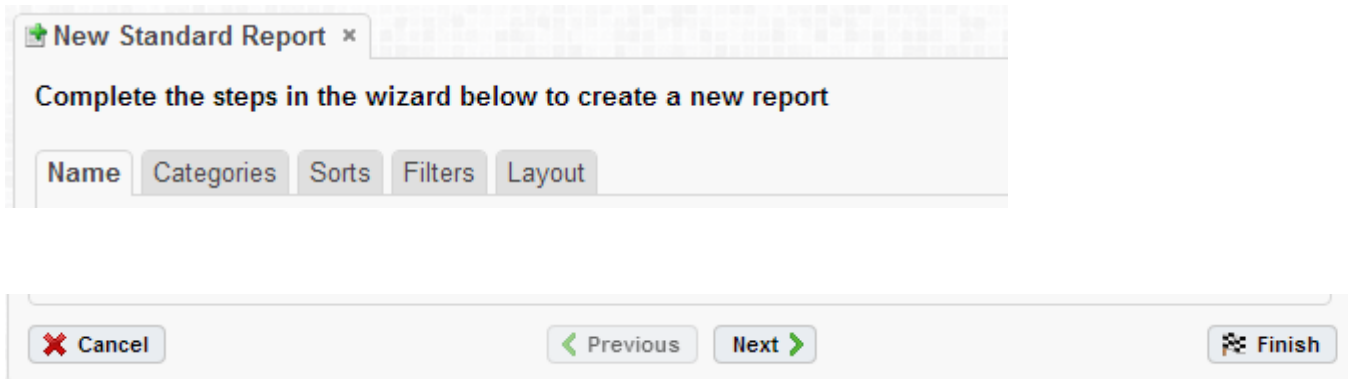 New Standard Report ×
Complete the steps in the wizard below to create a new report
Name Categories Sorts Filters Layout
Cancel Previous Next Finish